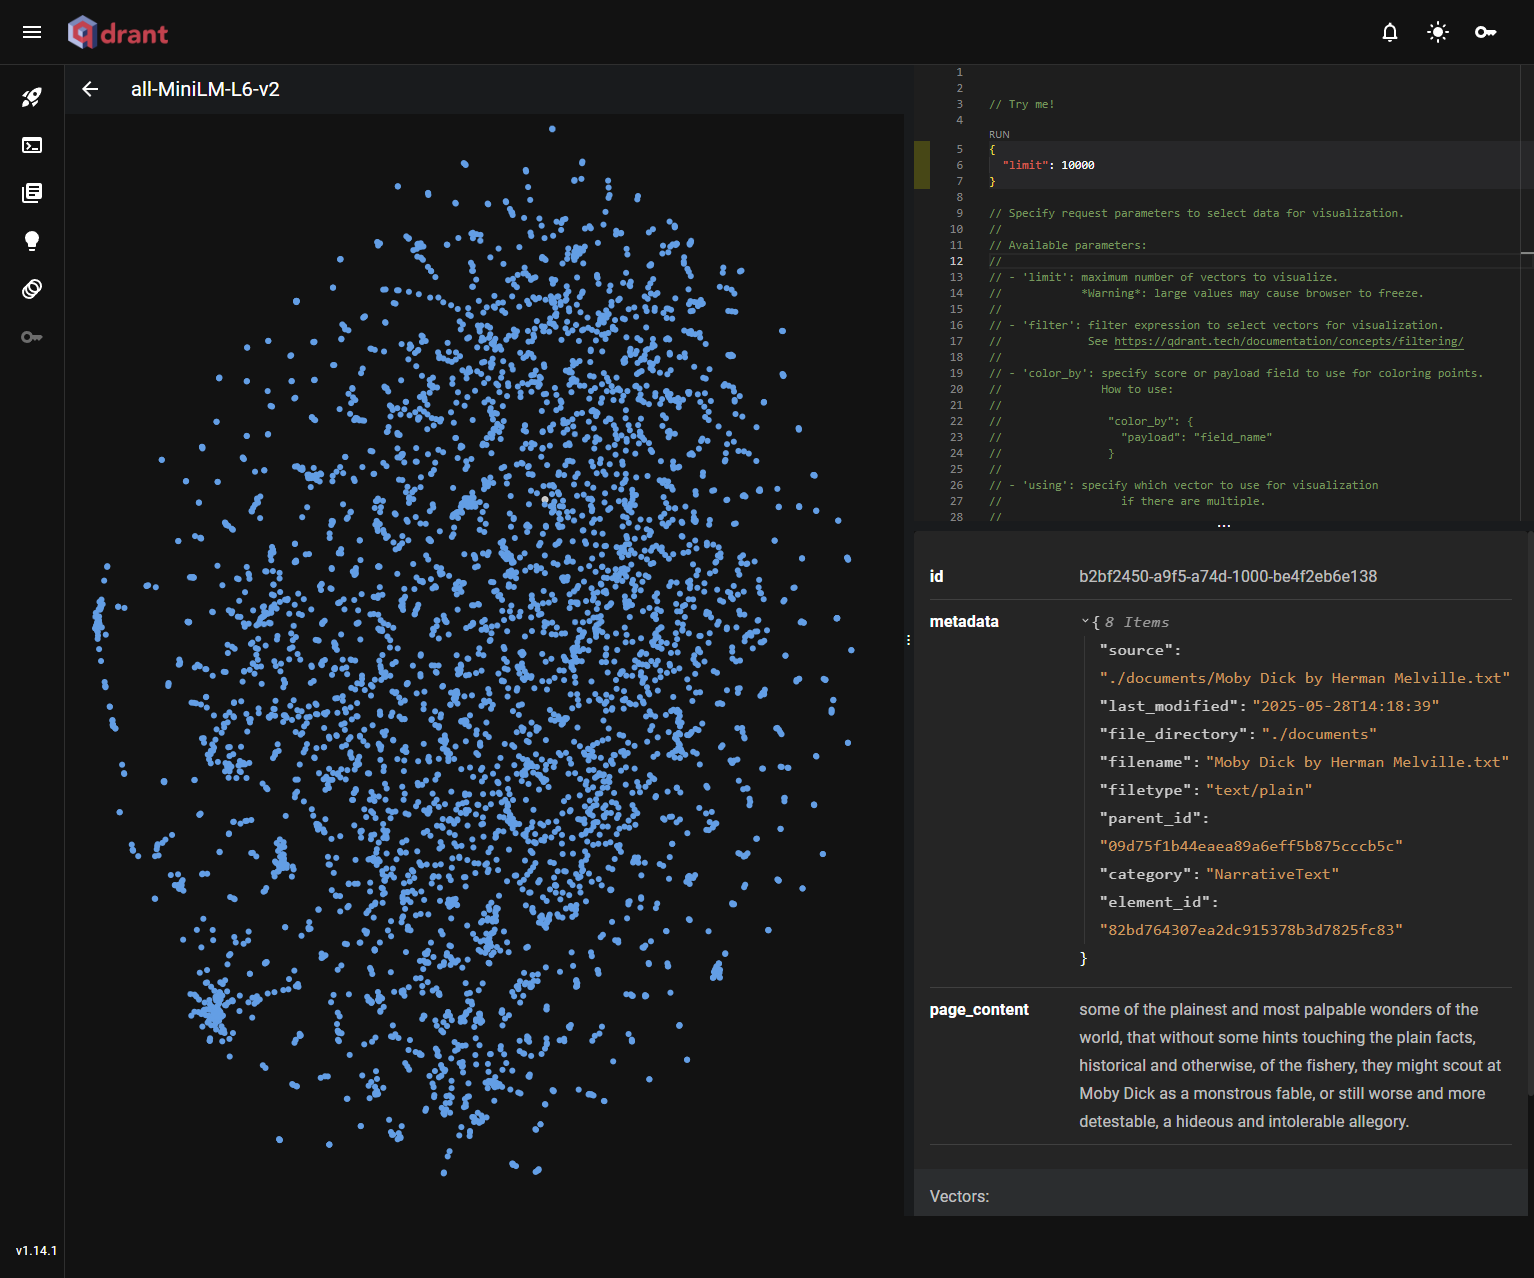 drant
all-MiniLM-L6-v2
1
2
3 // Try me!
4
RUN
5 {
6 "limit": 10000
7 }
8
9 // Specify request parameters to select data for visualization.
10 //
11 // Available parameters:
12 //
13 // - 'limit': maximum number of vectors to visualize.
14 // *Warning*: large values may cause browser to freeze.
15 //
16 // - 'filter': filter expression to select vectors for visualization.
17 // See https://qdrant.tech/documentation/concepts/filtering/
18 //
19 // - 'color_by': specify score or payload field to use for coloring points.
20 // How to use:
21 //
22 // "color_by": {
23 // "payload": "field_name"
24 // }
25 //
26 // - 'using': specify which vector to use for visualization
27 // if there are multiple.
28 //
id b2bf2450-a9f5-a74d-1000-be4f2eb6e138
metadata { 8 Items
"source":
"./documents/Moby Dick by Herman Melville.txt"
"last_modified": "2025-05-28T14:18:39"
"file_directory": "./documents"
"filename": "Moby Dick by Herman Melville.txt"
"filetype": "text/plain"
"parent_id":
"09d75f1b44eaea89a6eff5b875cccb5c"
"category": "NarrativeText"
"element_id":
"82bd764307ea2dc915378b3d7825fc83"
}
page_content some of the plainest and most palpable wonders of the
world, that without some hints touching the plain facts,
historical and otherwise, of the fishery, they might scout at
Moby Dick as a monstrous fable, or still worse and more
detestable, a hideous and intolerable allegory.
Vectors:
v1.14.1